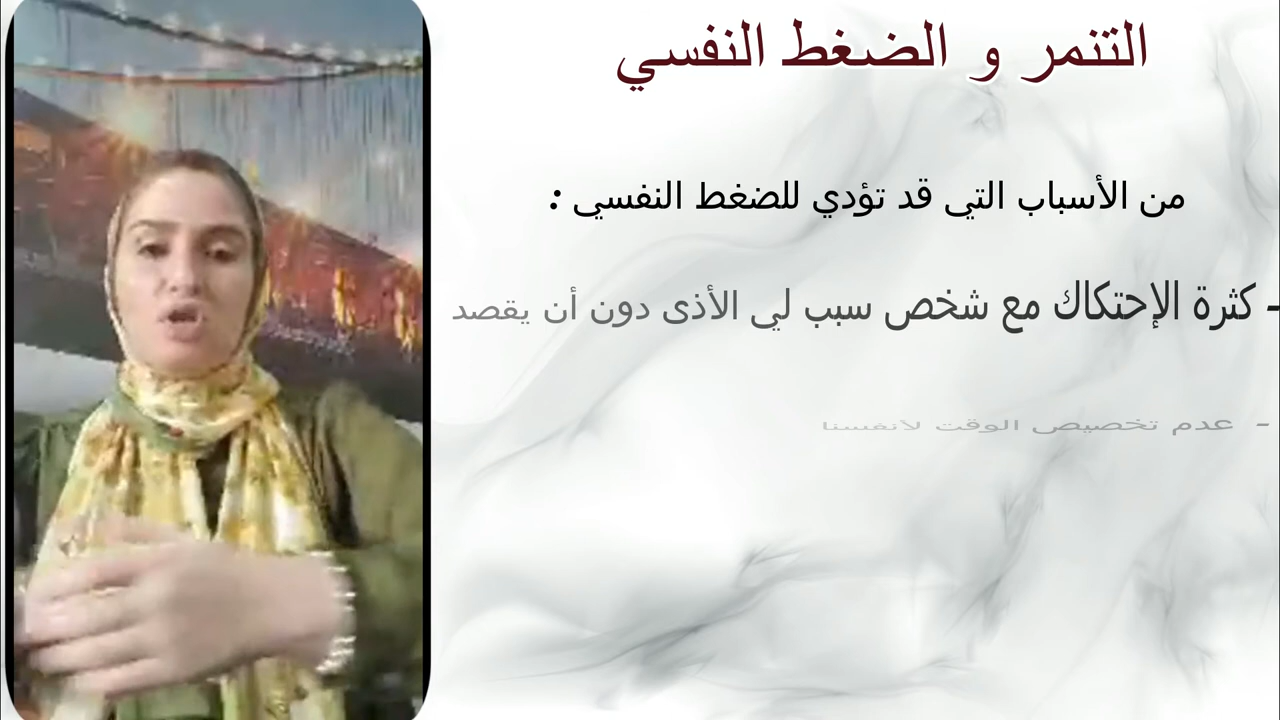 التنمر و الضغط النفسي
من الأسباب التي قد تؤدي للضغط النفسي :
- كثرة الإحتكاك مع شخص سبب لي الأذى دون أن يقصد
- عدم تخصيص الوقت لأنفسنا